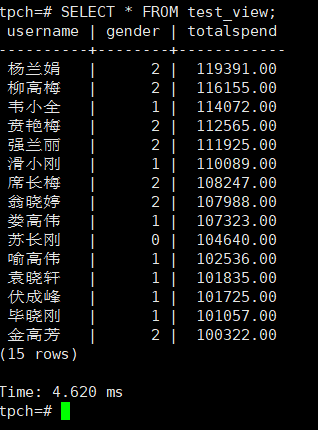 tpch=# SELECT * FROM test_view;
username | gender | totalspend
----------+--------+------------
杨兰娟 | 2 | 119391.00
柳高梅 | 2 | 116155.00
韦小全 | 1 | 114072.00
贲艳梅 | 2 | 112565.00
强兰丽 | 2 | 111925.00
滑小刚 | 1 | 110089.00
席长梅 | 2 | 108247.00
翁晓婷 | 2 | 107988.00
娄高伟 | 1 | 107323.00
苏长刚 | 0 | 104640.00
喻高伟 | 1 | 102536.00
袁晓轩 | 1 | 101835.00
伏成峰 | 1 | 101725.00
毕晓刚 | 1 | 101057.00
金高芳 | 2 | 100322.00
(15 rows)
Time: 4.620 ms
tpch=#